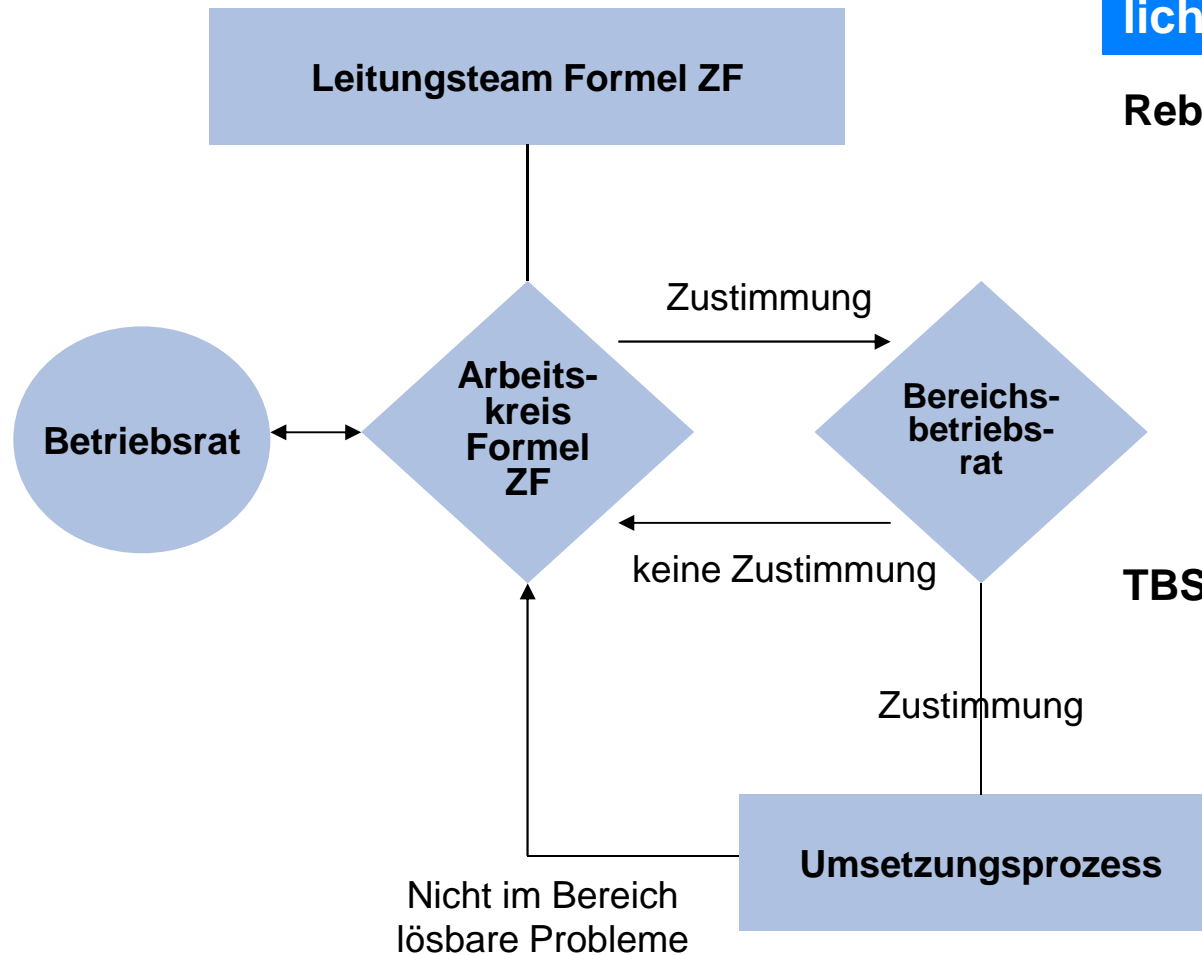 lich
Leitungsteam Formel ZF
Reb
Zustimmung
Arbeits-
kreis
Formel
ZF
Bereichs-
betriebs-
rat
Betriebsrat
keine Zustimmung
TBS
Zustimmung
Umsetzungsprozess
Nicht im Bereich
lösbare Probleme